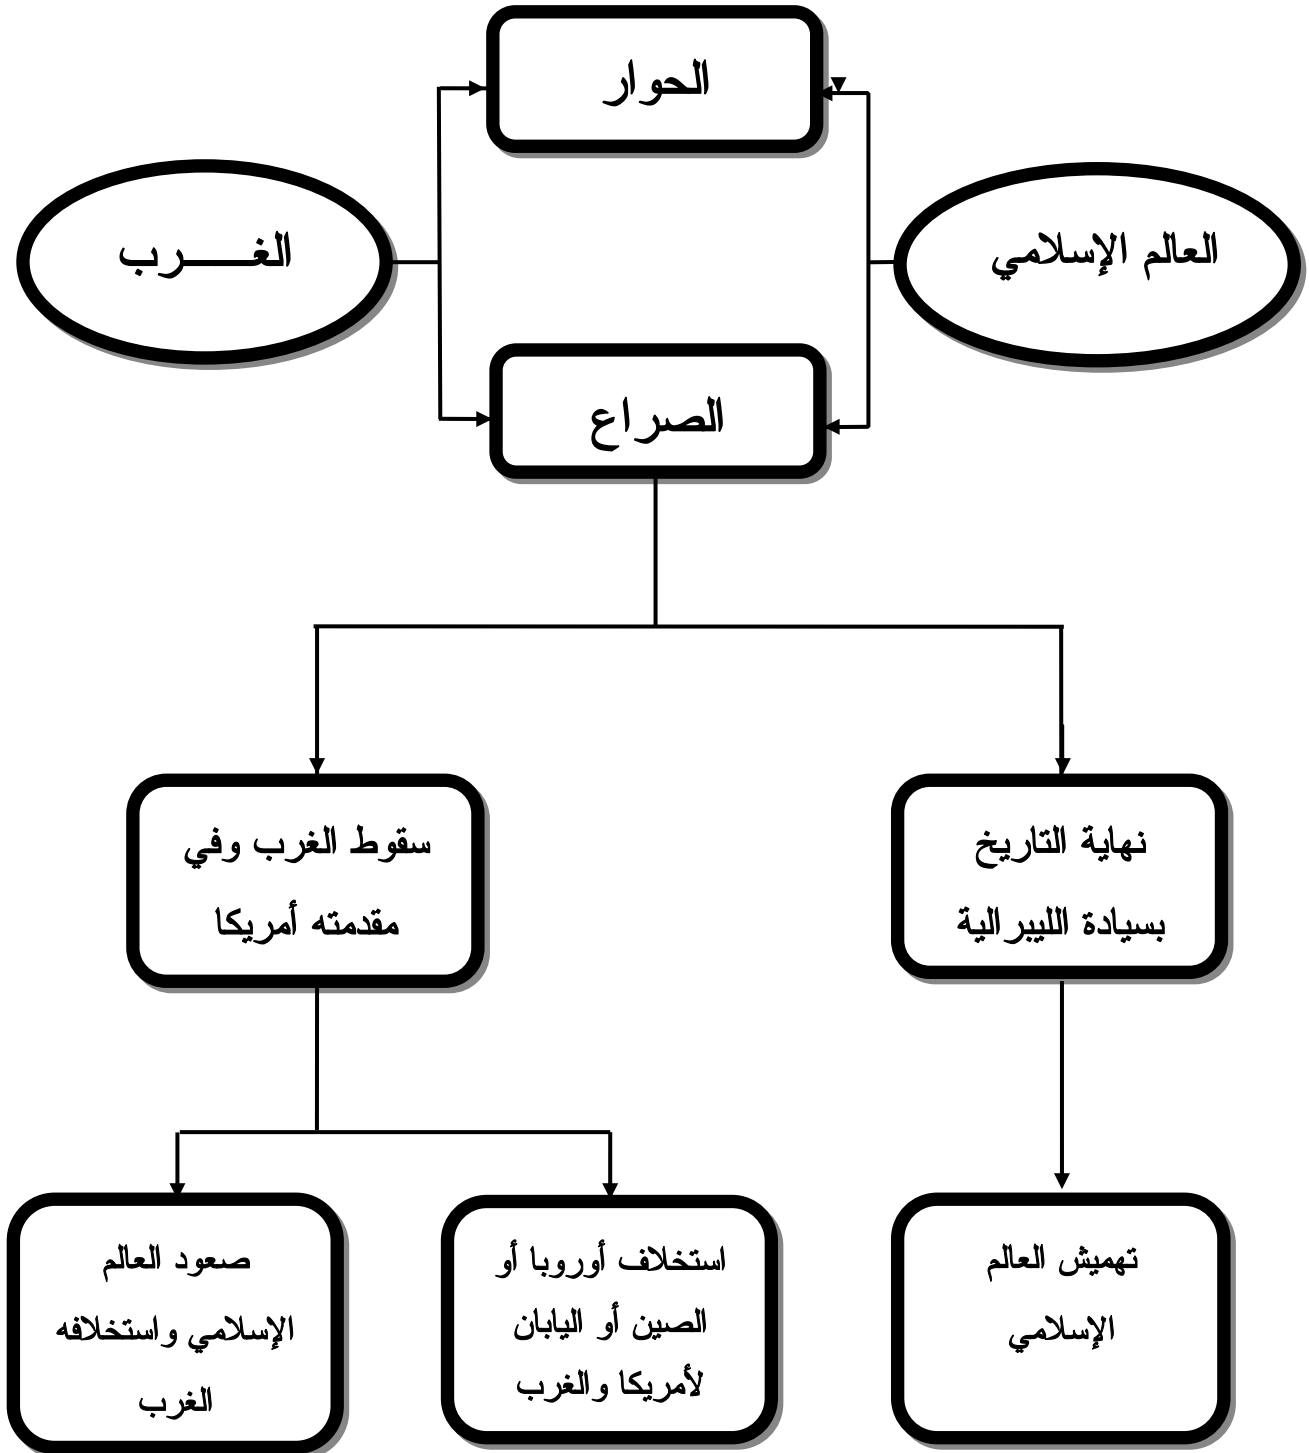 الحوار
العالم الإسلامي
الغـــــرب
الصراع
نهاية التاريخ
بسيادة الليبرالية
سقوط الغرب وفي
مقدمته أمريكا
تهميش العالم
الإسلامي
استخلاف أوروبا أو
الصين أو اليابان
لأمريكا والغرب
صعود العالم
الإسلامي واستخلافه
الغرب